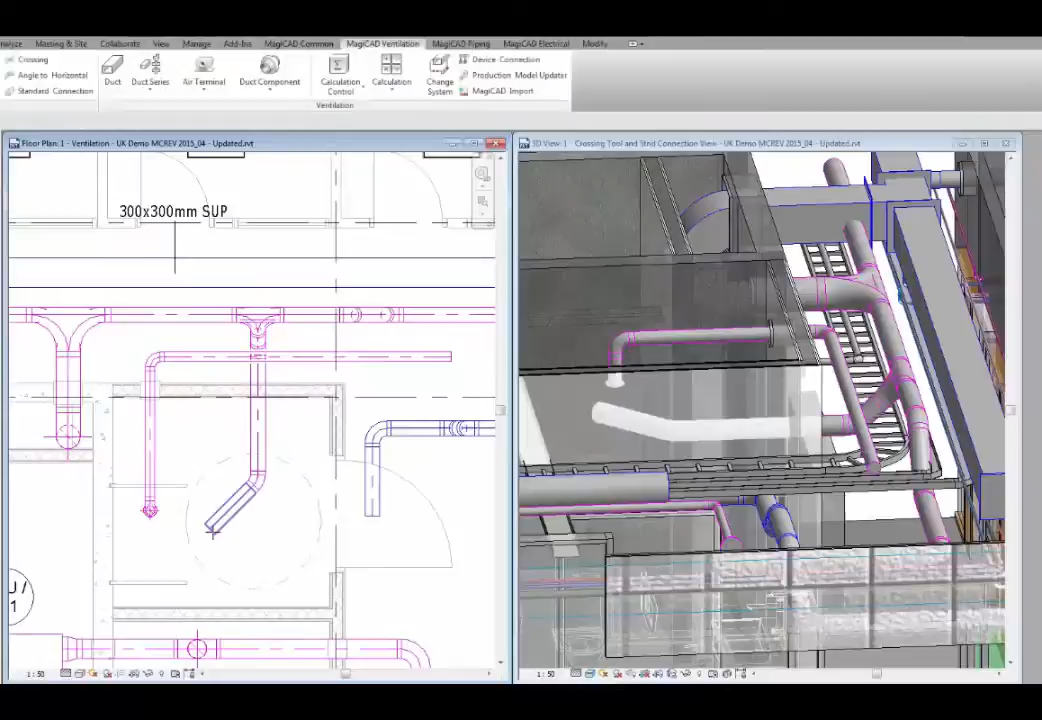 Massing & Site Collaborate View Manage Add-Ins MagiCAD Common MagiCAD Ventilation MagiCAD Piping MagiCAD Electrical Modify
Crossing
Angle to Horizontal
Standard Connection
Duct
Duct Series
Air Terminal
Duct Component
Calculation Control
Calculation
Change System
Device Connection
Production Model Updater
MagiCAD Import
Ventilation
Floor Plan: 1 - Ventilation - UK Demo MCREV 2015_04 - Updated.rvt
3D View: 1 - Crossing Tool and Strid Connection View - UK Demo MCREV 2015_04 - Updated.rvt
300x300mm SUP
U /
1
1 : 50
1 : 50